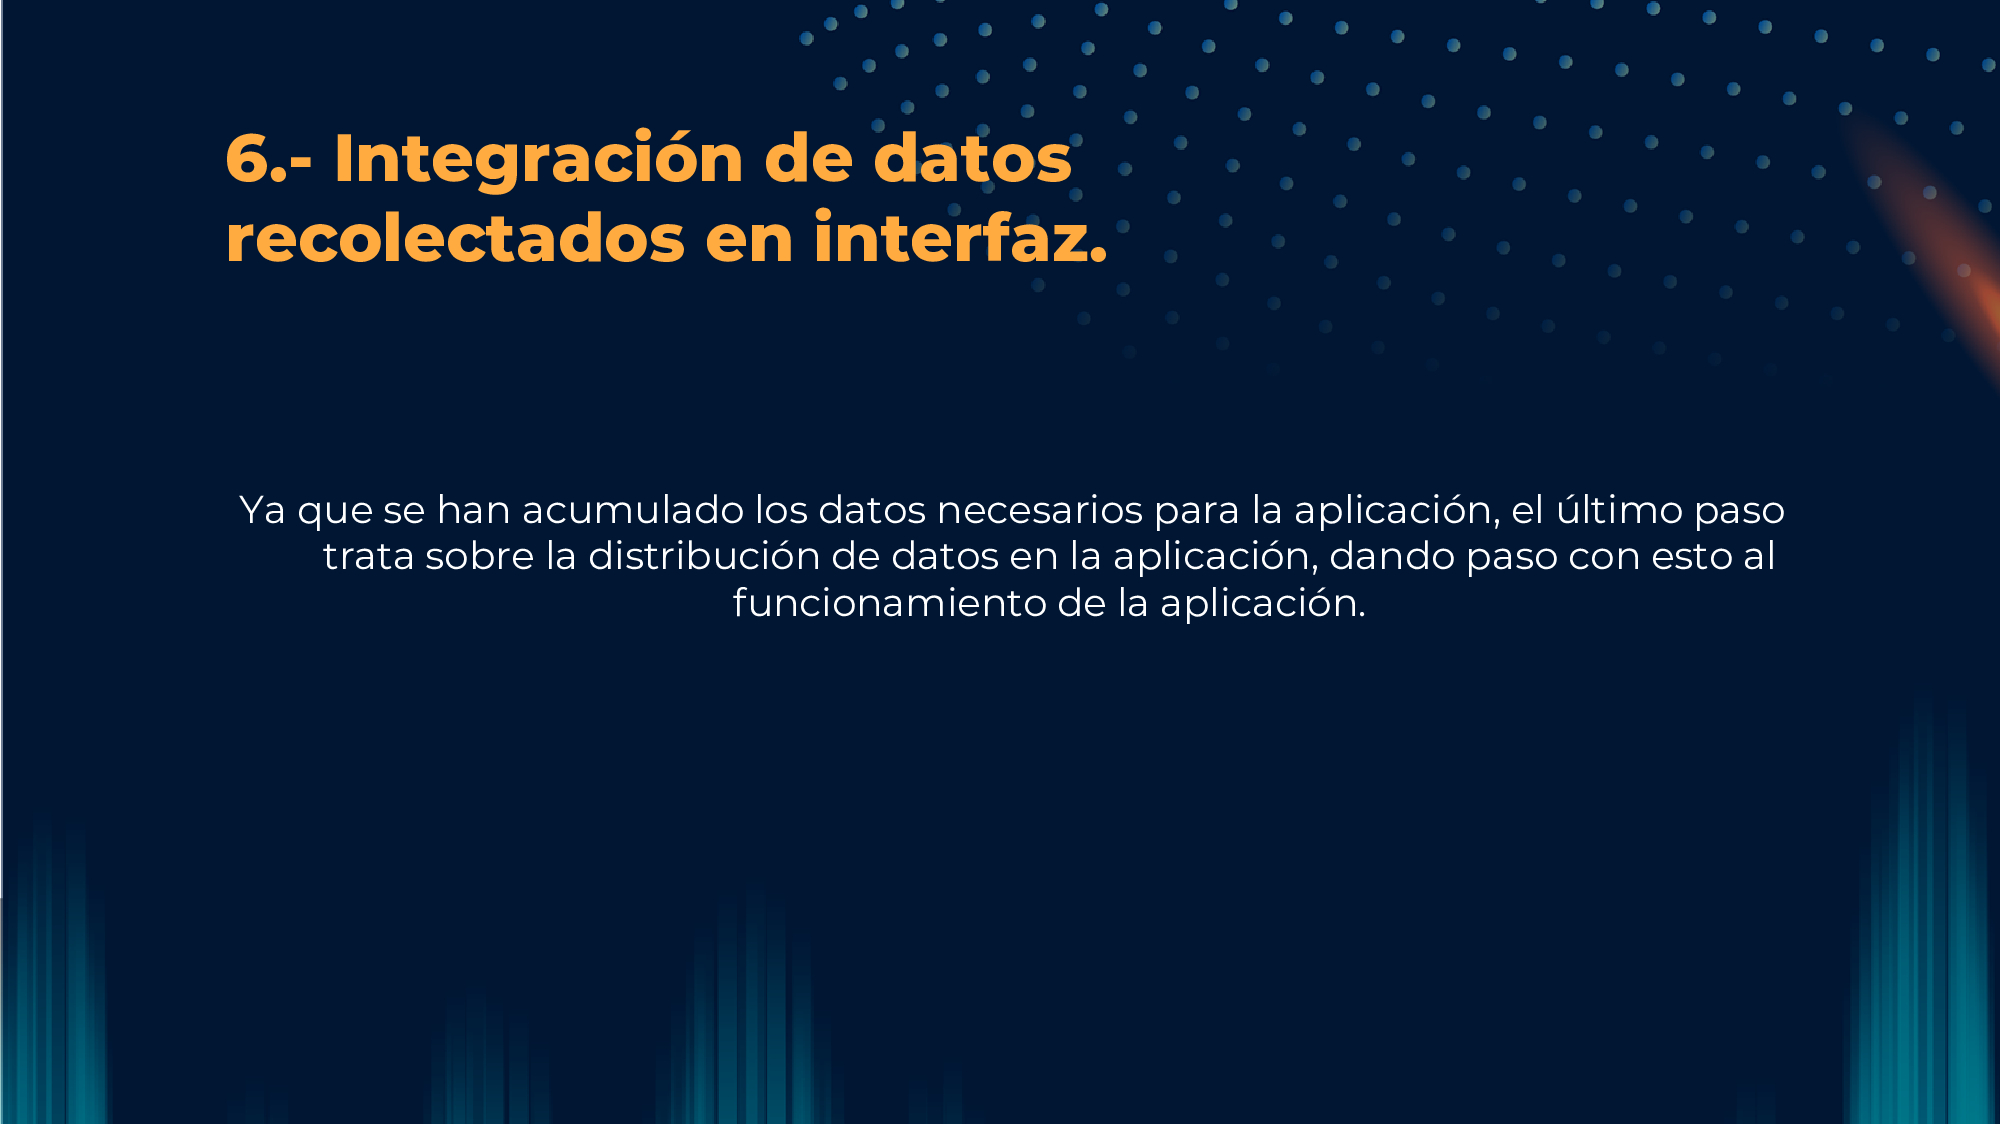 6.- Integración de datos
recolectados en interfaz.
Ya que se han acumulado los datos necesarios para la aplicación, el último paso
trata sobre la distribución de datos en la aplicación, dando paso con esto al
funcionamiento de la aplicación.